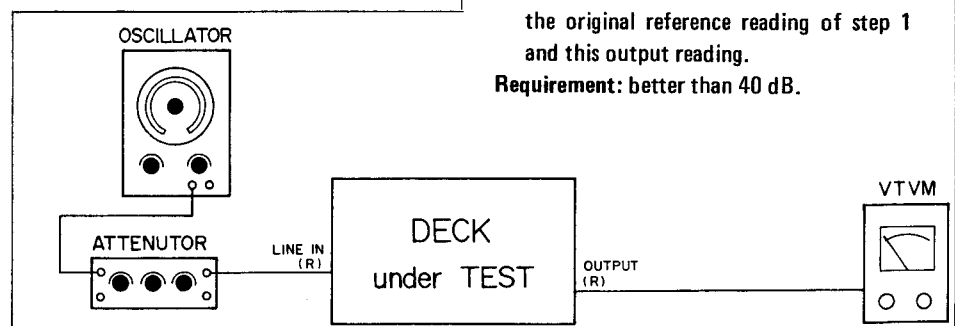 the original reference reading of step 1
and this output reading.
Requirement: better than 40 dB.
OSCILLATOR
VTVM
ATTENUTOR
LINE IN
(R)
DECK
under TEST
OUTPUT
(R)